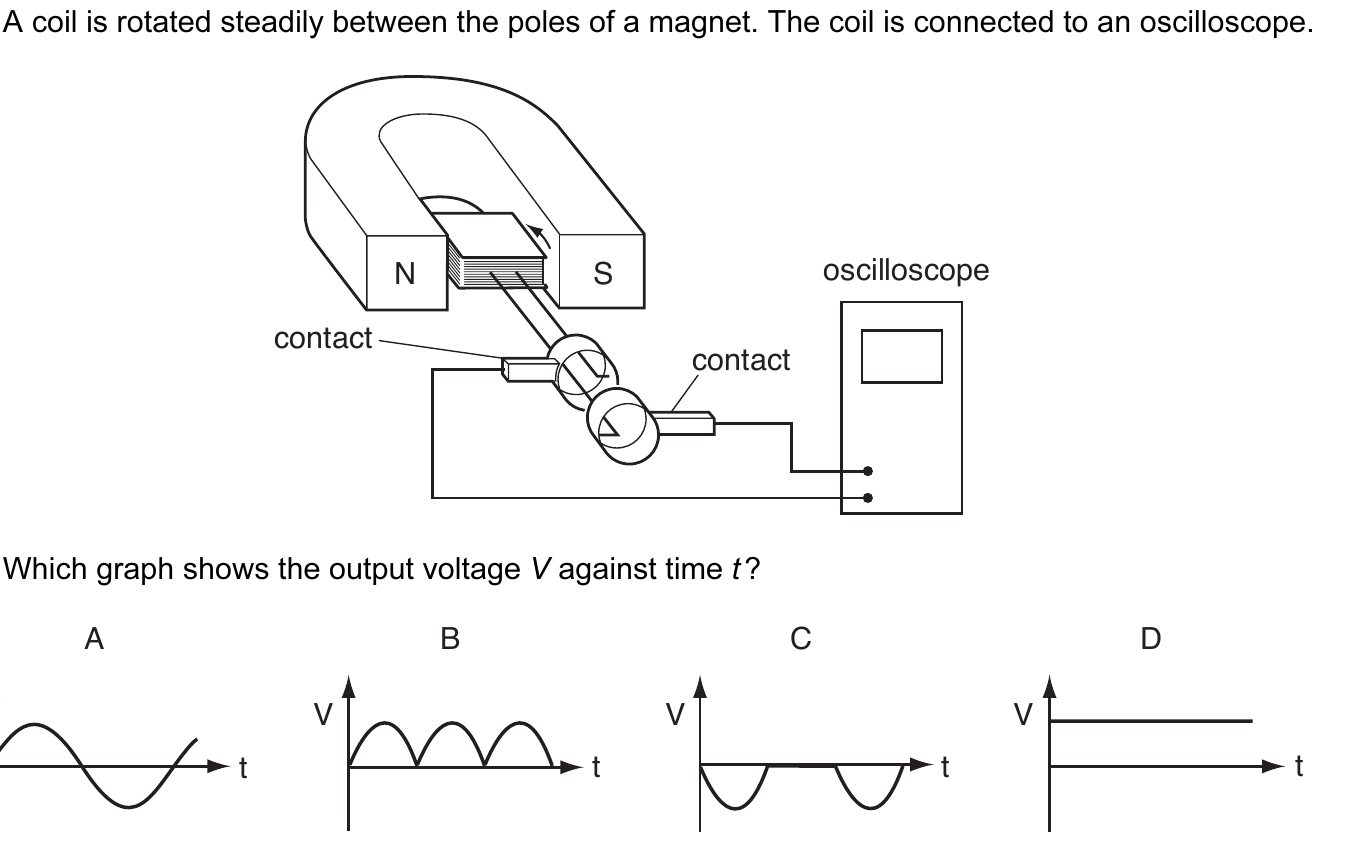 A coil is rotated steadily between the poles of a magnet. The coil is connected to an oscilloscope.
N
S
oscilloscope
contact
contact
Which graph shows the output voltage V against time t?
A
B
C
D
V
V
V
t
t
t
t